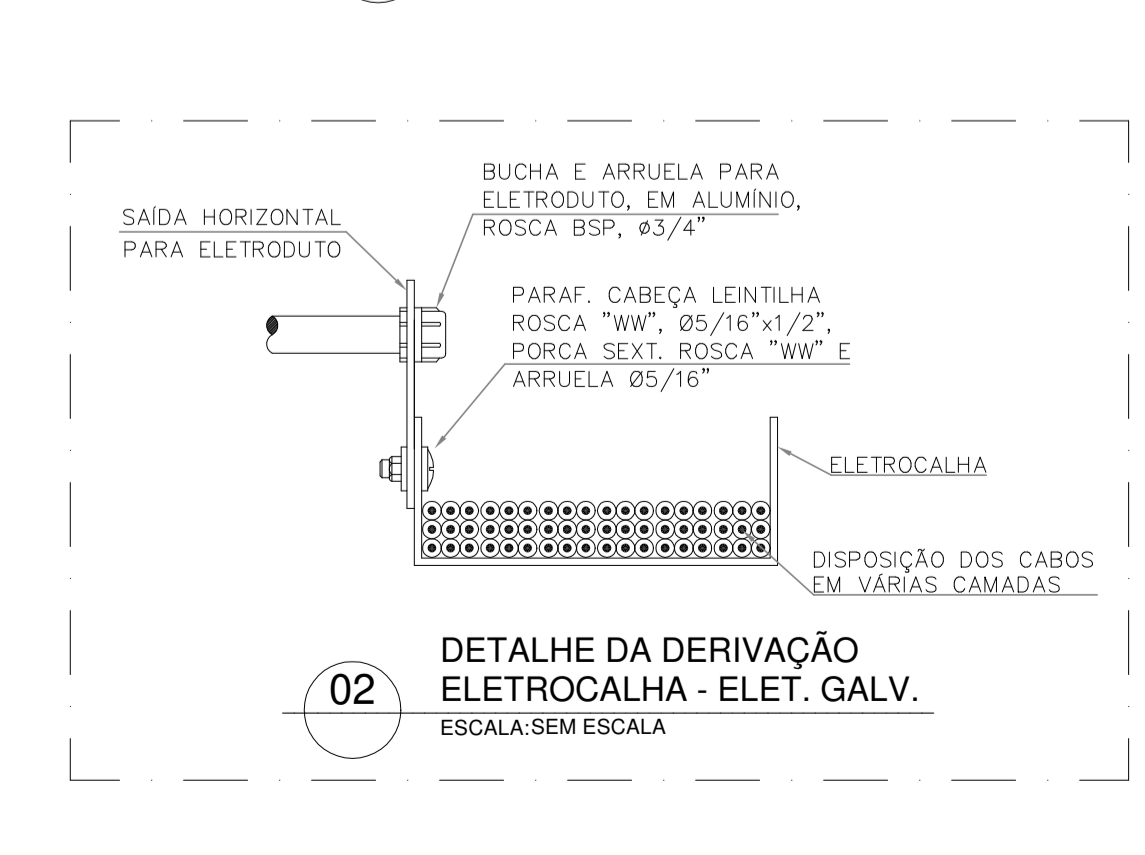 BUCHA E ARRUELA PARA
ELETRODUTO, EM ALUMÍNIO,
ROSCA BSP, ø3/4"
SAÍDA HORIZONTAL
PARA ELETRODUTO
PARAF. CABEÇA LEINTILHA
ROSCA "WW", Ø5/16"x1/2",
PORCA SEXT. ROSCA "WW" E
ARRUELA Ø5/16"
ELETROCALHA
DISPOSIÇÃO DOS CABOS
EM VÁRIAS CAMADAS
02
DETALHE DA DERIVAÇÃO
ELETROCALHA - ELET. GALV.
ESCALA:SEM ESCALA